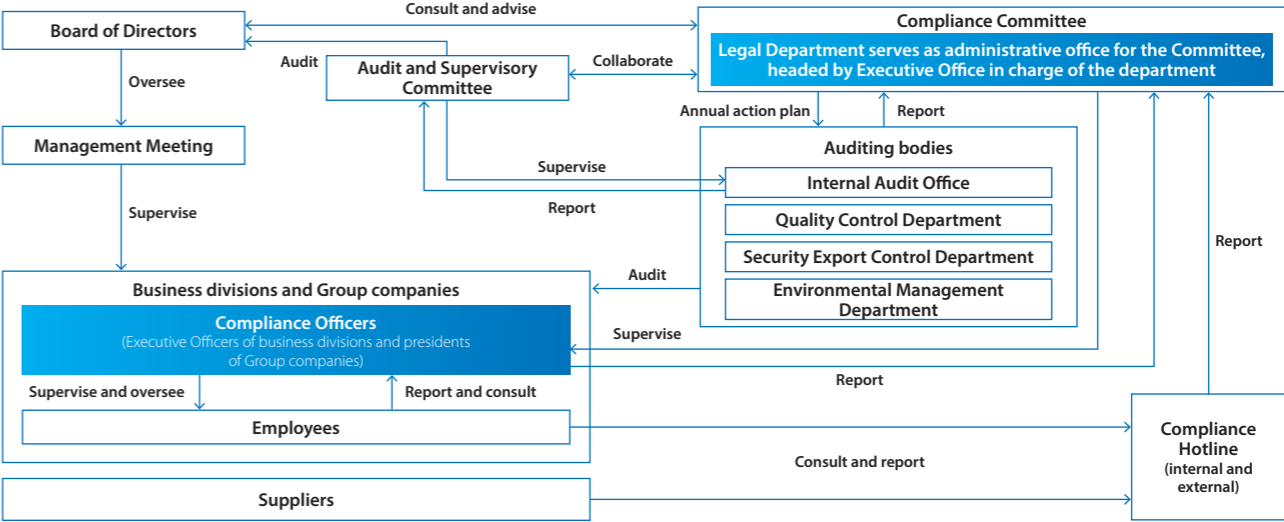 Consult and advise
Board of Directors
Compliance Committee
Legal Department serves as administrative office for the Committee,
headed by Executive Office in charge of the department
Audit
Audit and Supervisory
Committee
Collaborate
Oversee
Annual action plan
Report
Management Meeting
Auditing bodies
Supervise
Internal Audit Office
Report
Supervise
Quality Control Department
Report
Security Export Control Department
Audit
Environmental Management
Department
Business divisions and Group companies
Compliance Officers
(Executive Officers of business divisions and presidents
of Group companies)
Supervise
Report
Supervise and oversee
Report and consult
Employees
Compliance
Hotline
(internal and
external)
Consult and report
Suppliers